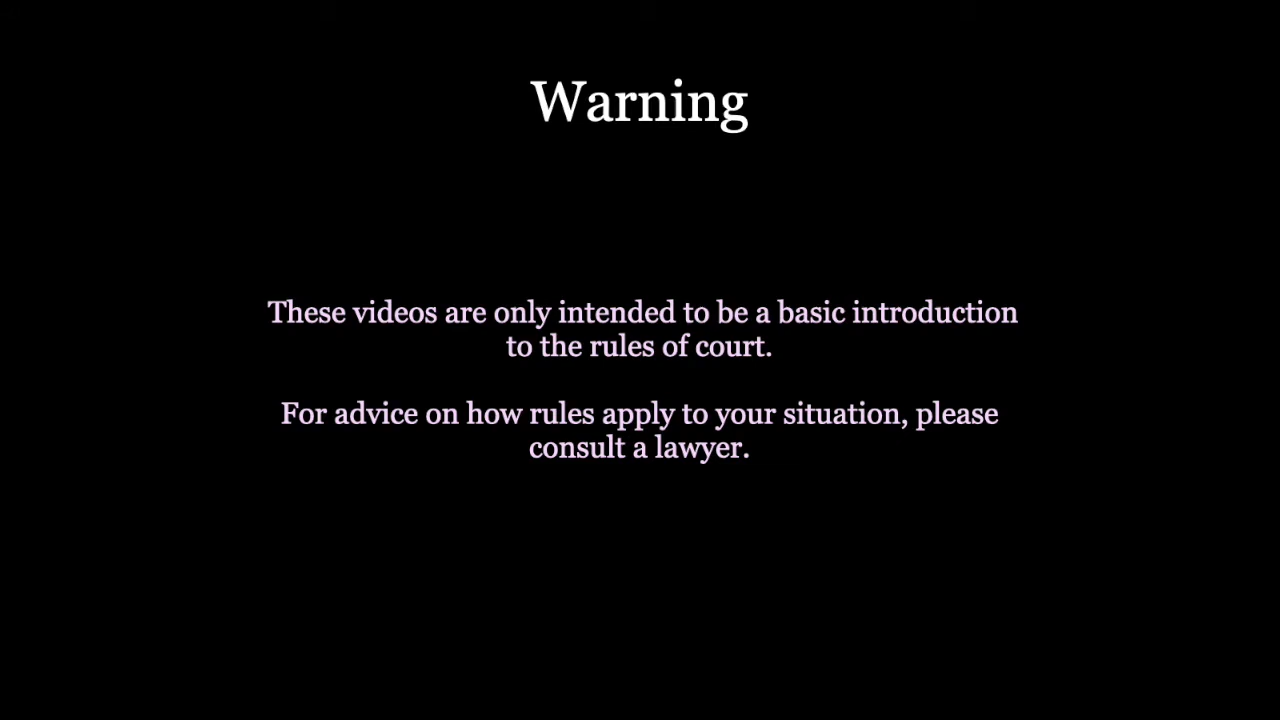 Warning
These videos are only intended to be a basic introduction
to the rules of court.
For advice on how rules apply to your situation, please
consult a lawyer.